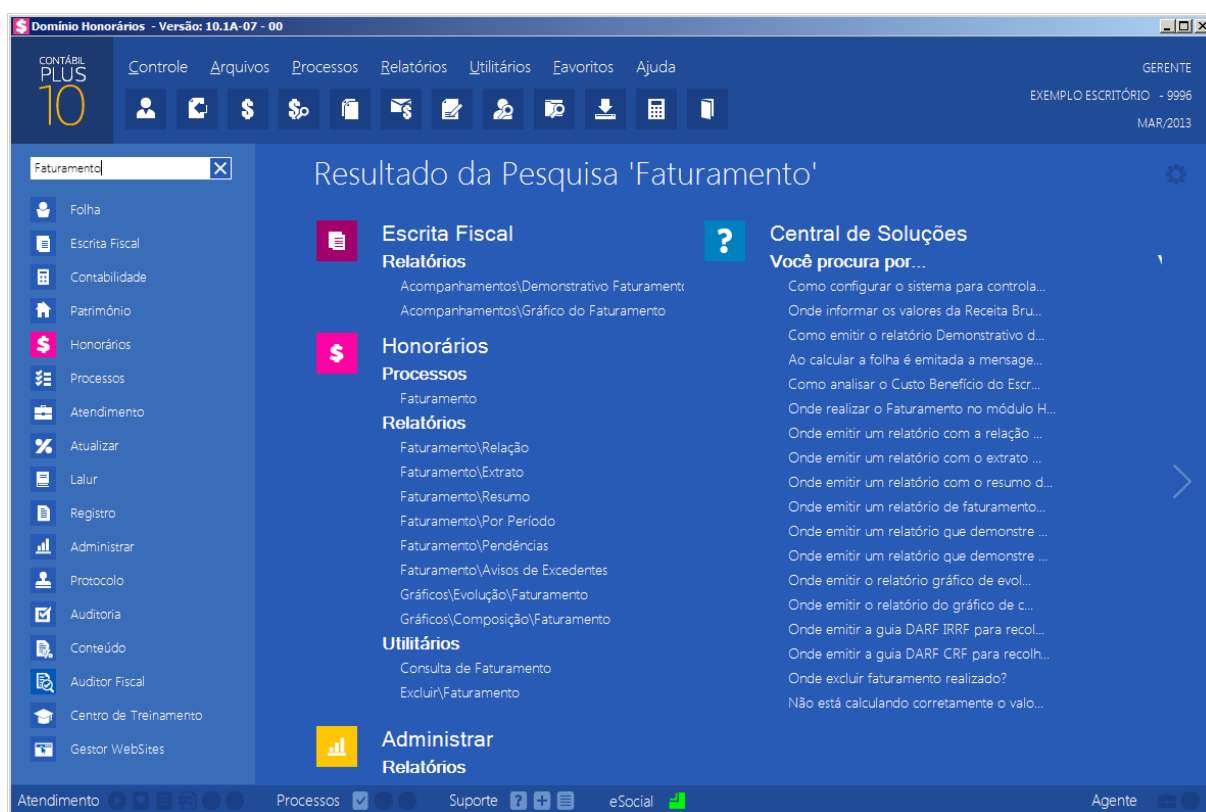 Domínio Honorários - Versão: 10.1A-07 - 00
CONTÁBIL
PLUS
10
Controle Arquivos Processos Relatórios Utilitários Favoritos Ajuda
GERENTE
EXEMPLO ESCRITÓRIO - 9996
MAR/2013
Faturamento
Folha
Escrita Fiscal
Contabilidade
Patrimônio
Honorários
Processos
Atendimento
Atualizar
Lalur
Registro
Administrar
Protocolo
Auditoria
Conteúdo
Auditor Fiscal
Centro de Treinamento
Gestor WebSites
Resultado da Pesquisa 'Faturamento'
Escrita Fiscal
Relatórios
Acompanhamentos\Demonstrativo Faturamento
Acompanhamentos\Gráfico do Faturamento
Honorários
Processos
Faturamento
Relatórios
Faturamento\Relação
Faturamento\Extrato
Faturamento\Resumo
Faturamento\Por Período
Faturamento\Pendências
Faturamento\Avisos de Excedentes
Gráficos\Evolução\Faturamento
Gráficos\Composição\Faturamento
Utilitários
Consulta de Faturamento
Excluir\Faturamento
Administrar
Relatórios
Central de Soluções
Você procura por...
Como configurar o sistema para controla...
Onde informar os valores da Receita Bru...
Como emitir o relatório Demonstrativo d...
Ao calcular a folha é emitada a mensage...
Como analisar o Custo Benefício do Escr...
Onde realizar o Faturamento no módulo H...
Onde emitir um relatório com a relação ...
Onde emitir um relatório com o extrato ...
Onde emitir um relatório com o resumo d...
Onde emitir um relatório de faturamento...
Onde emitir um relatório que demonstre ...
Onde emitir um relatório que demonstre ...
Onde emitir o relatório gráfico de evol...
Onde emitir o relatório do gráfico de c...
Onde emitir a guia DARF IRRF para recol...
Onde emitir a guia DARF CRF para recolh...
Onde excluir faturamento realizado?
Não está calculando corretamente o valo...
Atendimento Processos Suporte eSocial Agente